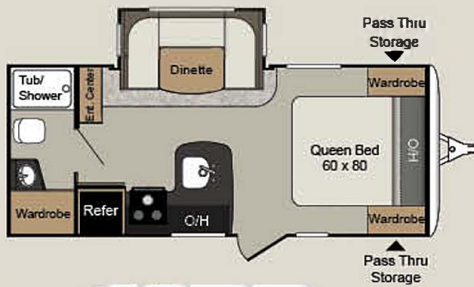 Pass Thru
Storage
Tub/
Shower
Ent. Center
Dinette
Wardrobe
Queen Bed
60 x 80
O/H
Wardrobe
Refer
O/H
Wardrobe
Pass Thru
Storage